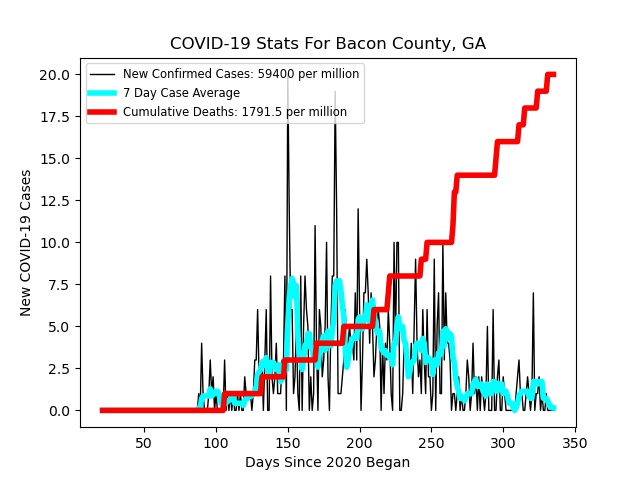 COVID-19 Stats For Bacon County, GA
New Confirmed Cases: 59400 per million
7 Day Case Average
Cumulative Deaths: 1791.5 per million
New COVID-19 Cases
20.0
17.5
15.0
12.5
10.0
7.5
5.0
2.5
0.0
50 100 150 200 250 300 350
Days Since 2020 Began